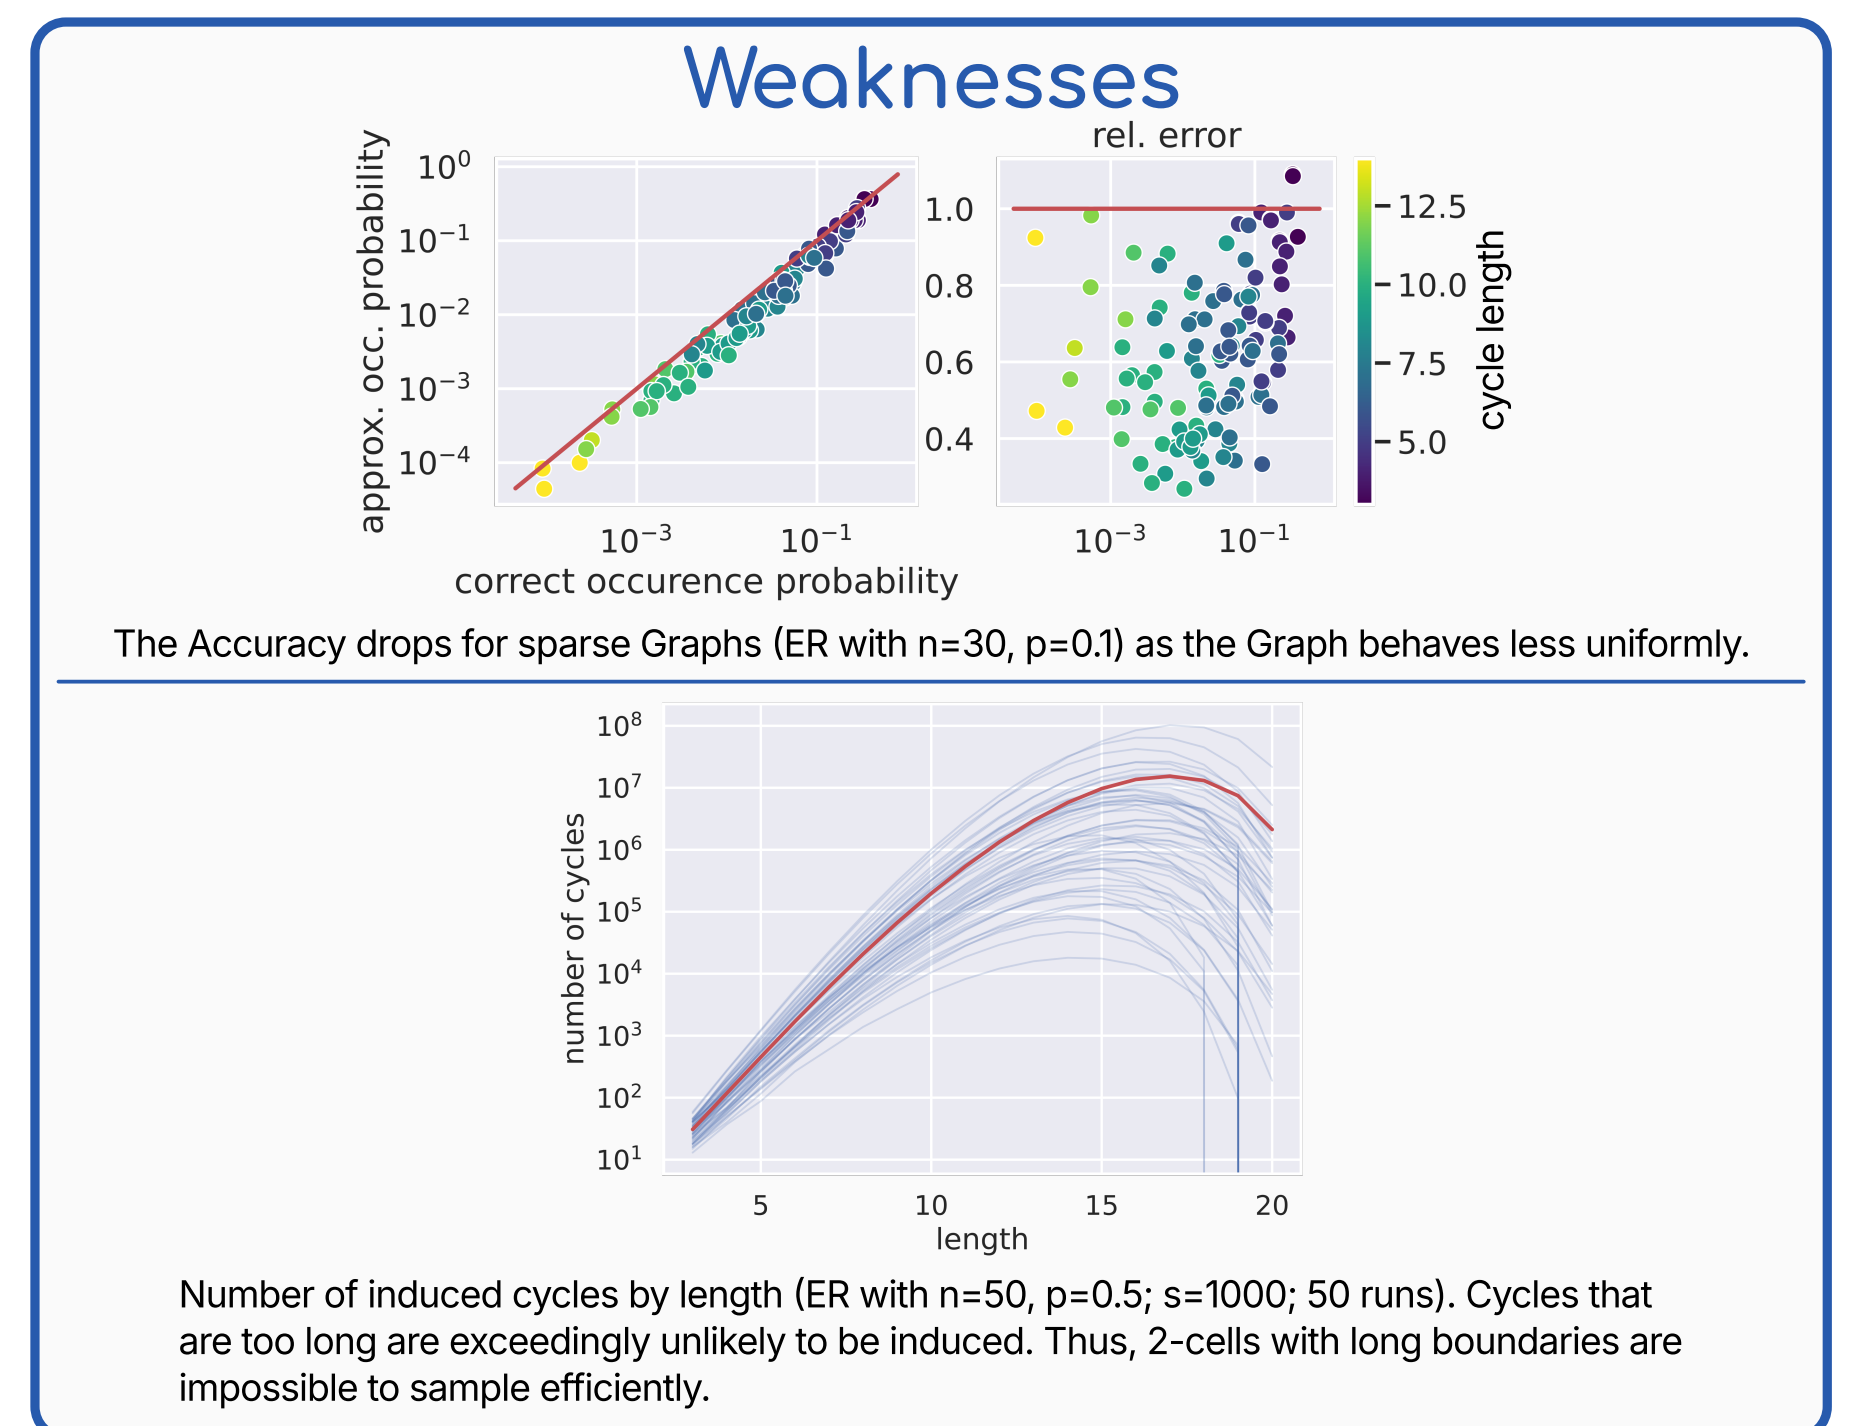 Weaknesses
rel. error
approx. occ. probability
10^0
10^−1
10^−2
10^−3
10^−4
10^−3
10^−1
correct occurence probability
1.0
0.8
0.6
0.4
10^−3
10^−1
12.5
10.0
7.5
5.0
cycle length
The Accuracy drops for sparse Graphs (ER with n=30, p=0.1) as the Graph behaves less uniformly.
number of cycles
10^8
10^7
10^6
10^5
10^4
10^3
10^2
10^1
5
10
15
20
length
Number of induced cycles by length (ER with n=50, p=0.5; s=1000; 50 runs). Cycles that
are too long are exceedingly unlikely to be induced. Thus, 2-cells with long boundaries are
impossible to sample efficiently.